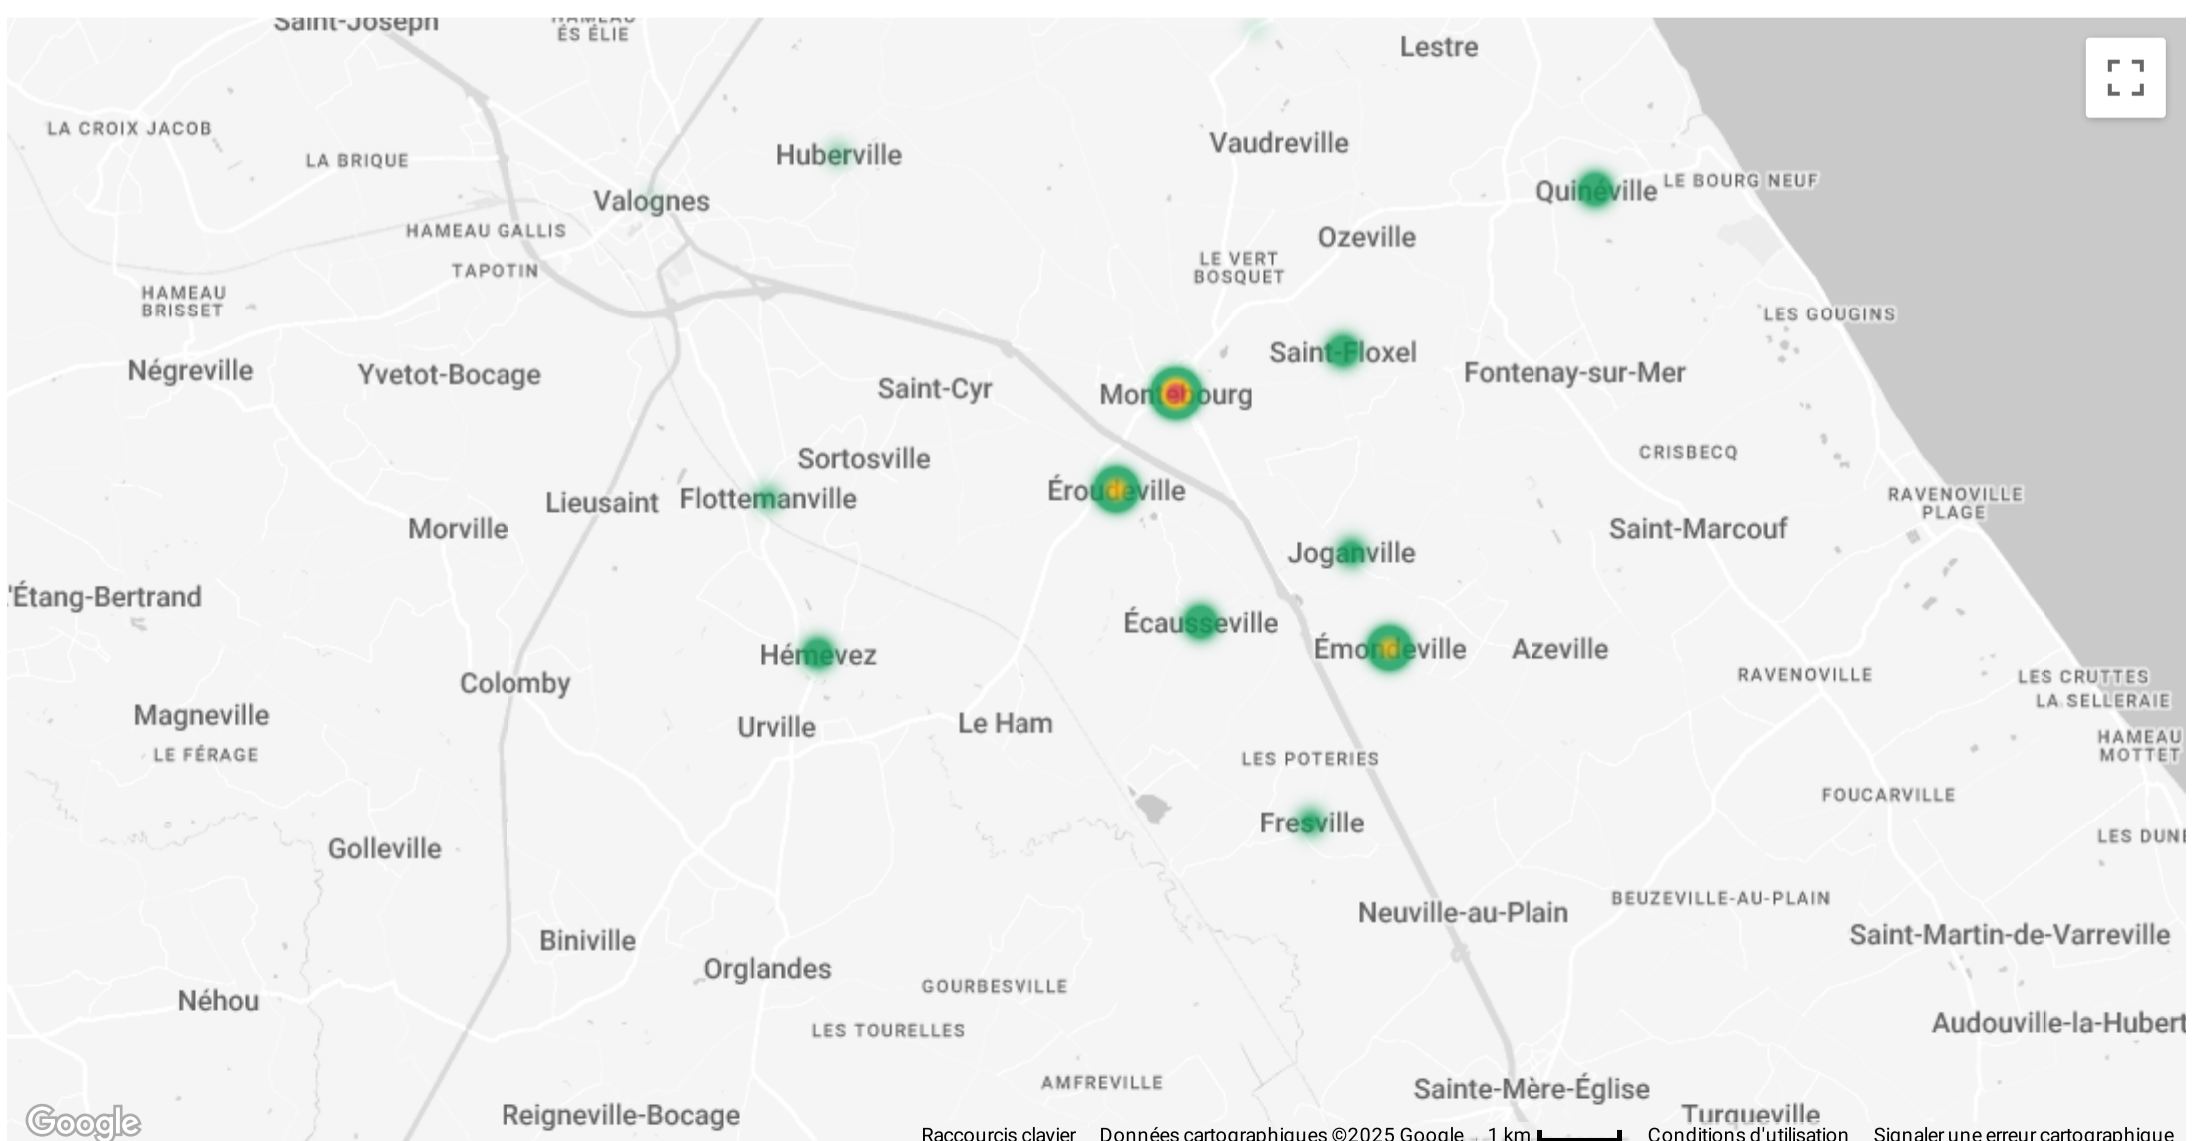 Saint-Joseph
HAMEAU
ÉS ÉLIE
Lestre
LA CROIX JACOB
LA BRIQUE
Huberville
Vaudreville
Valognes
Quinéville
LE BOURG NEUF
HAMEAU GALLIS
Ozeville
TAPOTIN
LE VERT
BOSQUET
HAMEAU
BRISSET
LES GOUGINS
Négreville
Yvetot-Bocage
Saint-Cyr
Montebourg
Saint-Floxel
Fontenay-sur-Mer
Sortosville
CRISBECQ
Lieusaint
Flottemanville
Éroudeville
RAVENOVILLE
PLAGE
Morville
Joganville
Saint-Marcouf
'Étang-Bertrand
Écausseville
Hémevez
Émondeville
Azeville
Colomby
RAVENOVILLE
LES CRUTTES
LA SELLERAIE
Magneville
Urville
Le Ham
HAMEAU
MOTTET
LE FÉRAGE
LES POTERIES
FOUCARVILLE
Fresville
LES DUNE
Golleville
BEUZEVILLE-AU-PLAIN
Neuville-au-Plain
Biniville
Saint-Martin-de-Varreville
Orglandes
GOURBESVILLE
Néhou
LES TOURELLES
Audouville-la-Hubert
AMFREVILLE
Sainte-Mère-Église
Reigneville-Bocage
Turqueville
Google
Raccourcis clavier Données cartographiques ©2025 Google 1 km Conditions d'utilisation Signaler une erreur cartographique